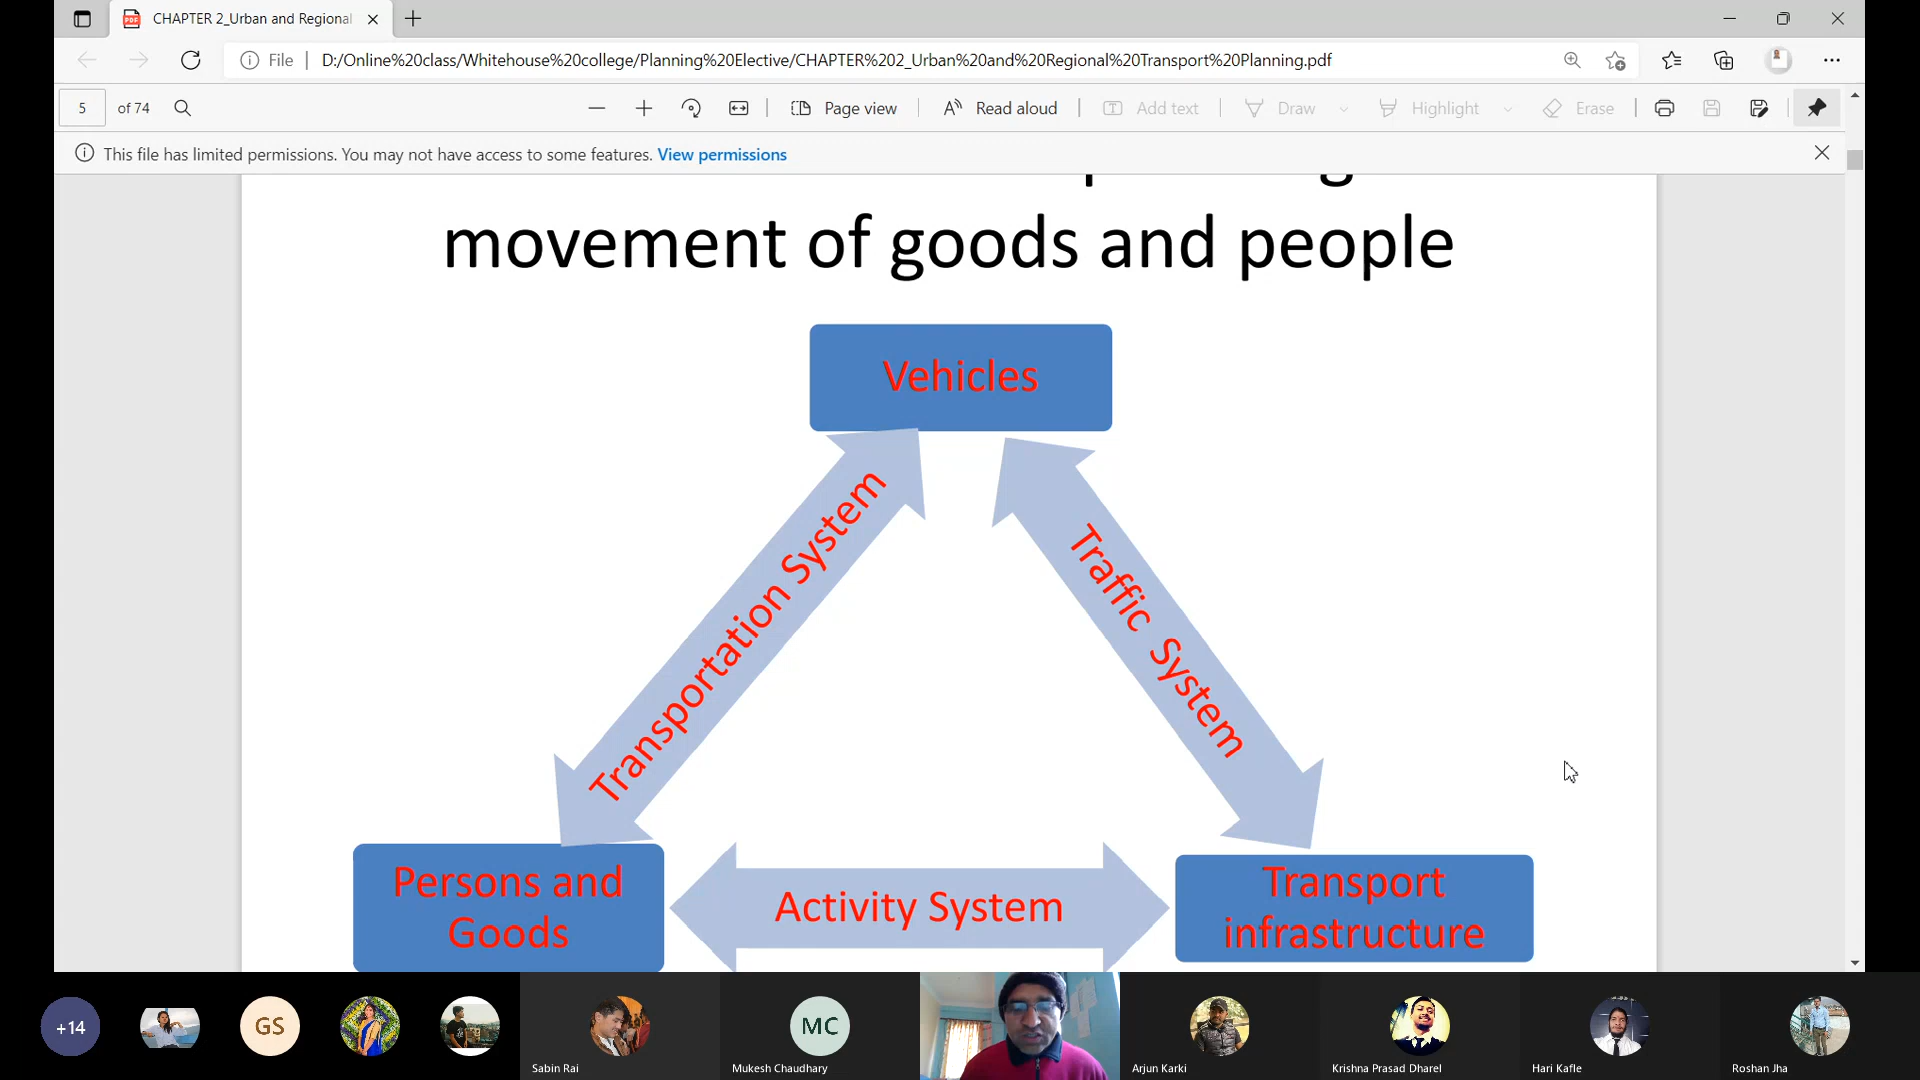 CHAPTER 2_Urban and Regional
File
D:/Online%20class/Whitehouse%20college/Planning%20Elective/CHAPTER%202_Urban%20and%20Regional%20Transport%20Planning.pdf
5 of 74
Page view
Read aloud
Add text
Draw
Highlight
Erase
This file has limited permissions. You may not have access to some features. View permissions
movement of goods and people
Vehicles
Transportation System
Traffic System
Persons and
Goods
Activity System
Transport
infrastructure
+14
GS
MC
Sabin Rai
Mukesh Chaudhary
Arjun Karki
Krishna Prasad Dharel
Hari Kafle
Roshan Jha